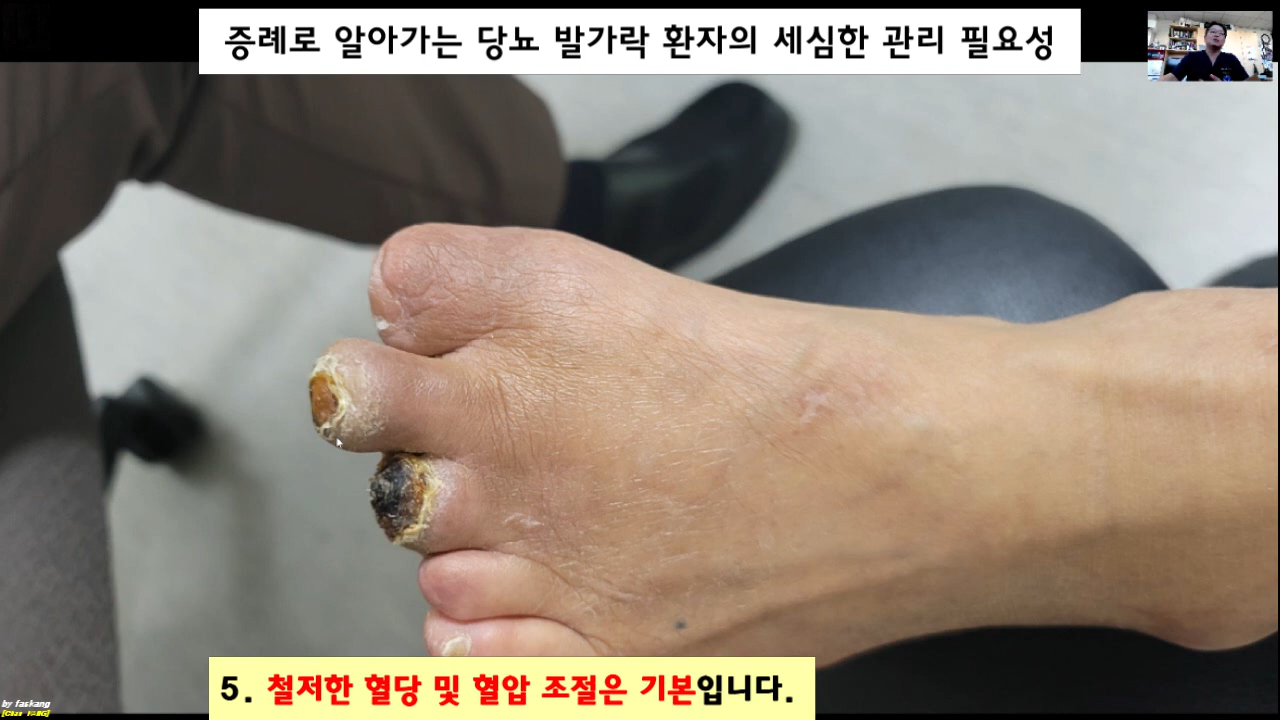 증례로 알아가는 당뇨 발가락 환자의 세심한 관리 필요성
5. 철저한 혈당 및 혈압 조절은 기본입니다.
by faskang